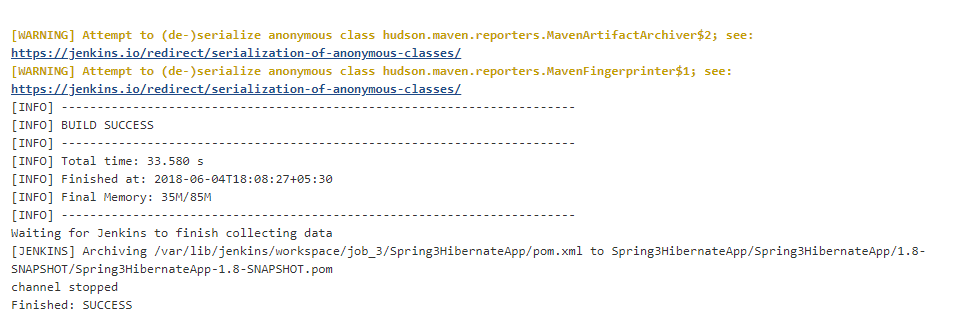 [WARNING] Attempt to (de-)serialize anonymous class hudson.maven.reporters.MavenArtifactArchiver$2; see:
https://jenkins.io/redirect/serialization-of-anonymous-classes/
[WARNING] Attempt to (de-)serialize anonymous class hudson.maven.reporters.MavenFingerprinter$1; see:
https://jenkins.io/redirect/serialization-of-anonymous-classes/
[INFO] ------------------------------------------------------------------------
[INFO] BUILD SUCCESS
[INFO] ------------------------------------------------------------------------
[INFO] Total time: 33.580 s
[INFO] Finished at: 2018-06-04T18:08:27+05:30
[INFO] Final Memory: 35M/85M
[INFO] ------------------------------------------------------------------------
Waiting for Jenkins to finish collecting data
[JENKINS] Archiving /var/lib/jenkins/workspace/job_3/Spring3HibernateApp/pom.xml to Spring3HibernateApp/Spring3HibernateApp/1.8-
SNAPSHOT/Spring3HibernateApp-1.8-SNAPSHOT.pom
channel stopped
Finished: SUCCESS